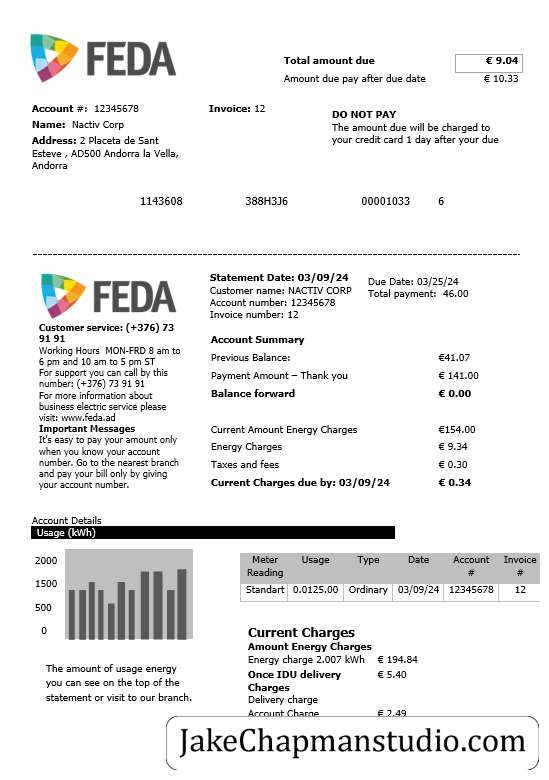 FEDA
Total amount due € 9.04
Amount due pay after due date € 10.33
Account #: 12345678 Invoice: 12
Name: Nactiv Corp
Address: 2 Placeta de Sant
Esteve , AD500 Andorra la Vella,
Andorra
DO NOT PAY
The amount due will be charged to
your credit card 1 day after your due
1143608 388H3J6 00001033 6
FEDA
Customer service: (+376) 73
91 91
Working Hours MON-FRD 8 am to
6 pm and 10 am to 5 pm ST
For support you can call by this
number: (+376) 73 91 91
For more information about
business electric service please
visit: www.feda.ad
Important Messages
It's easy to pay your amount only
when you know your account
number. Go to the nearest branch
and pay your bill only by giving
your account number.
Statement Date: 03/09/24
Customer name: NACTIV CORP
Account number: 12345678
Invoice number: 12
Due Date: 03/25/24
Total payment: 46.00
Account Summary
Previous Balance: €41.07
Payment Amount – Thank you € 141.00
Balance forward € 0.00
Current Amount Energy Charges €154.00
Energy Charges € 9.34
Taxes and fees € 0.30
Current Charges due by: 03/09/24 € 0.34
Account Details
Usage (kWh)
2000
1500
500
0
The amount of usage energy
you can see on the top of the
statement or visit to our branch.
Meter Usage Type Date Account Invoice
Reading # #
Standart 0.0125.00 Ordinary 03/09/24 12345678 12
Current Charges
Amount Energy Charges
Energy charge 2.007 kWh € 194.84
Once IDU delivery € 5.40
Charges
Delivery charge
Account Charge € 2.49
JakeChapmanstudio.com